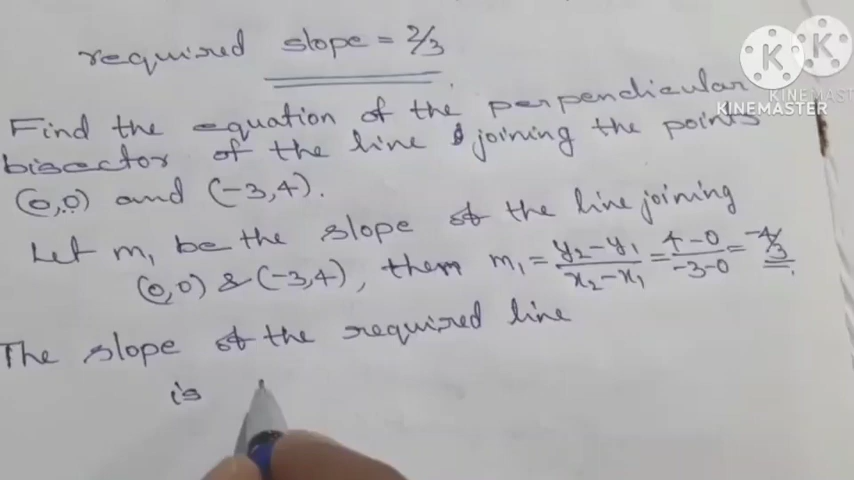 required slope = 2/3
KINEMASTER
KINEMASTER
Find the equation of the perpendicular
bisector of the line joining the points
(0,0) and (-3,4).
Let m₁ be the slope of the line joining
(0,0) & (-3,4), then m₁ = y₂-y₁/x₂-x₁ = 4-0/-3-0 = -4/3
The slope of the required line
is